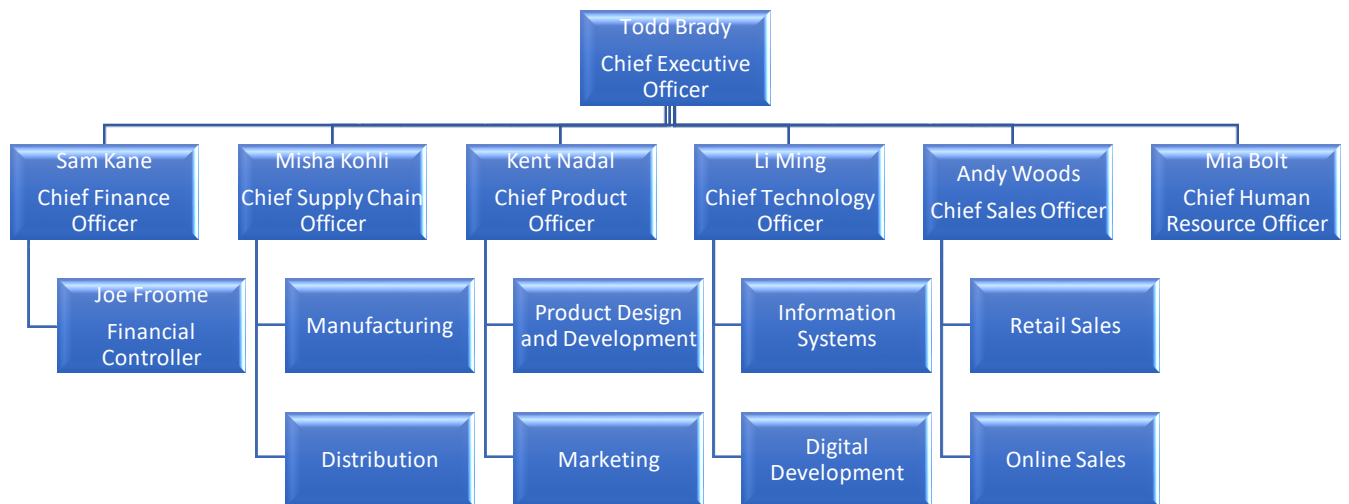 Todd Brady
Chief Executive
Officer
Sam Kane
Chief Finance
Officer
Misha Kohli
Chief Supply Chain
Officer
Kent Nadal
Chief Product
Officer
Li Ming
Chief Technology
Officer
Andy Woods
Chief Sales Officer
Mia Bolt
Chief Human
Resource Officer
Joe Froome
Financial
Controller
Manufacturing
Product Design
and Development
Information
Systems
Retail Sales
Distribution
Marketing
Digital
Development
Online Sales